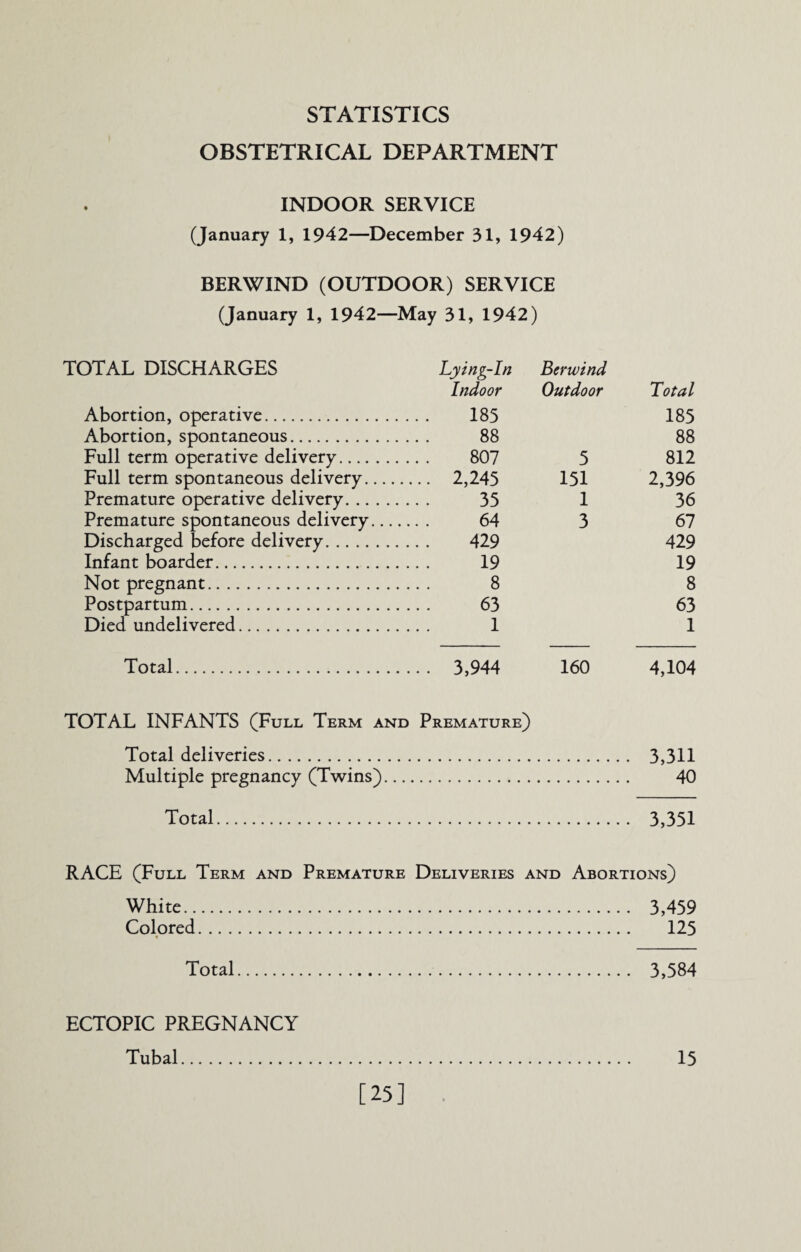 STATISTICS
OBSTETRICAL DEPARTMENT
INDOOR SERVICE
(January 1, 1942—December 31, 1942)
BERWIND (OUTDOOR) SERVICE
(January 1, 1942—May 31, 1942)
TOTAL DISCHARGES Lying-In Berwind
Indoor Outdoor Total
Abortion, operative................... 185 185
Abortion, spontaneous................ 88 88
Full term operative delivery........... 807 5 812
Full term spontaneous delivery........ 2,245 151 2,396
Premature operative delivery.......... 35 1 36
Premature spontaneous delivery....... 64 3 67
Discharged before delivery............ 429 429
Infant boarder........................ 19 19
Not pregnant......................... 8 8
Postpartum........................... 63 63
Died undelivered...................... 1 1
Total............................ 3,944 160 4,104
TOTAL INFANTS (Full Term and Premature)
Total deliveries........................................ 3,311
Multiple pregnancy (Twins)........................... 40
Total............................................. 3,351
RACE (Full Term and Premature Deliveries and Abortions)
White................................................. 3,459
Colored............................................... 125
Total........................................... 3,584
ECTOPIC PREGNANCY
Tubal................................................. 15
[25]